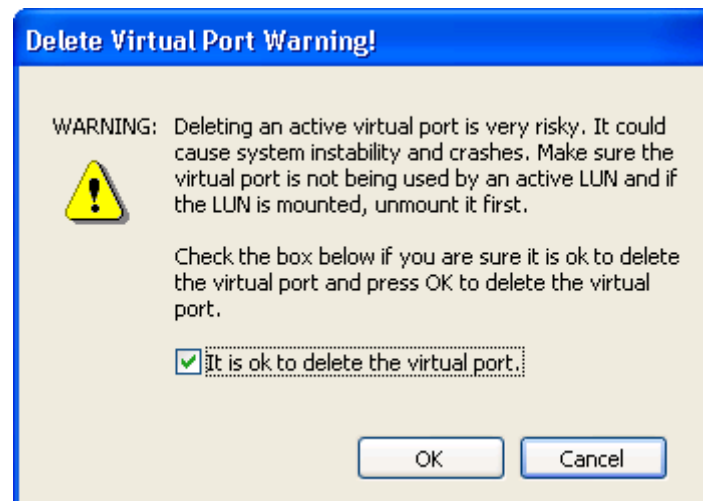 Delete Virtual Port Warning!
WARNING: Deleting an active virtual port is very risky. It could
cause system instability and crashes. Make sure the
virtual port is not being used by an active LUN and if
the LUN is mounted, unmount it first.
Check the box below if you are sure it is ok to delete
the virtual port and press OK to delete the virtual
port.
It is ok to delete the virtual port.
OK Cancel